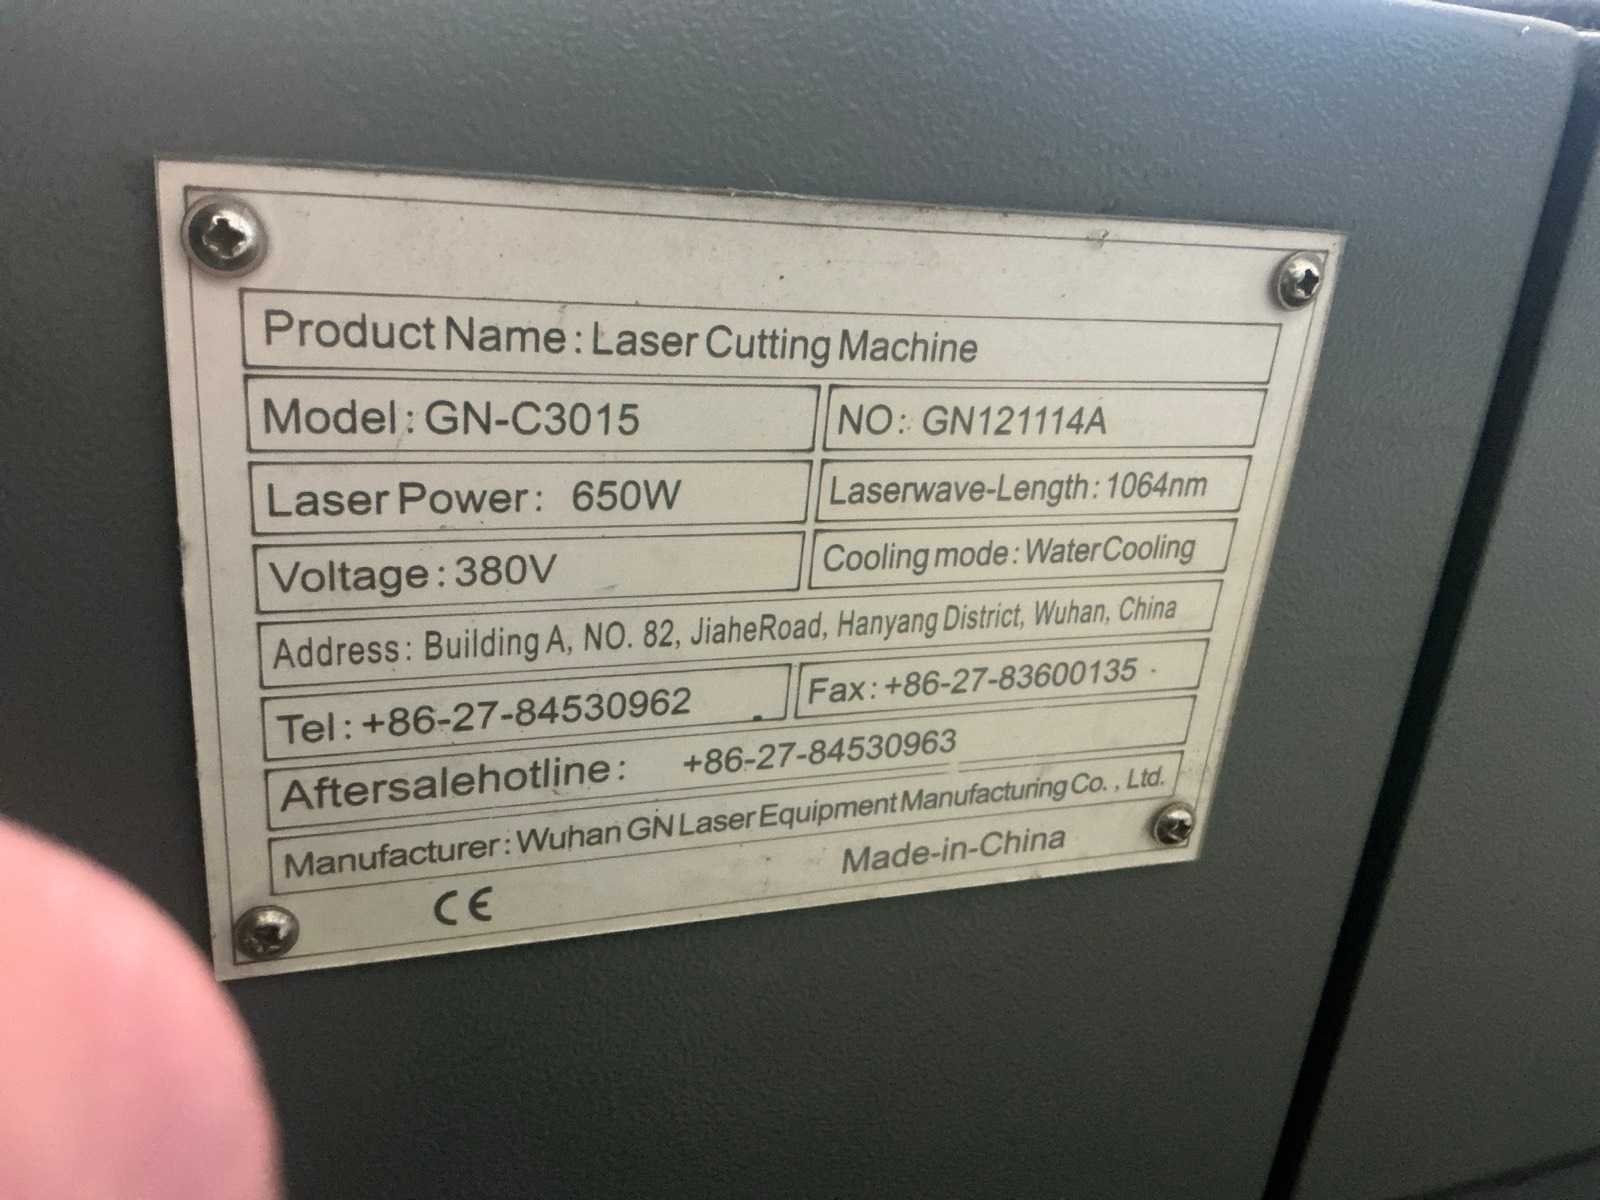 Product Name: Laser Cutting Machine
Model: GN-C3015 NO: GN121114A
Laser Power: 650W Laserwave-Length: 1064nm
Voltage: 380V Cooling mode: Water Cooling
Address: Building A, NO. 82, JiaheRoad, Hanyang District, Wuhan, China
Tel: +86-27-84530962 Fax: +86-27-83600135
Aftersalehotline: +86-27-84530963
Manufacturer: Wuhan GN Laser Equipment Manufacturing Co., Ltd.
CE Made-in-China